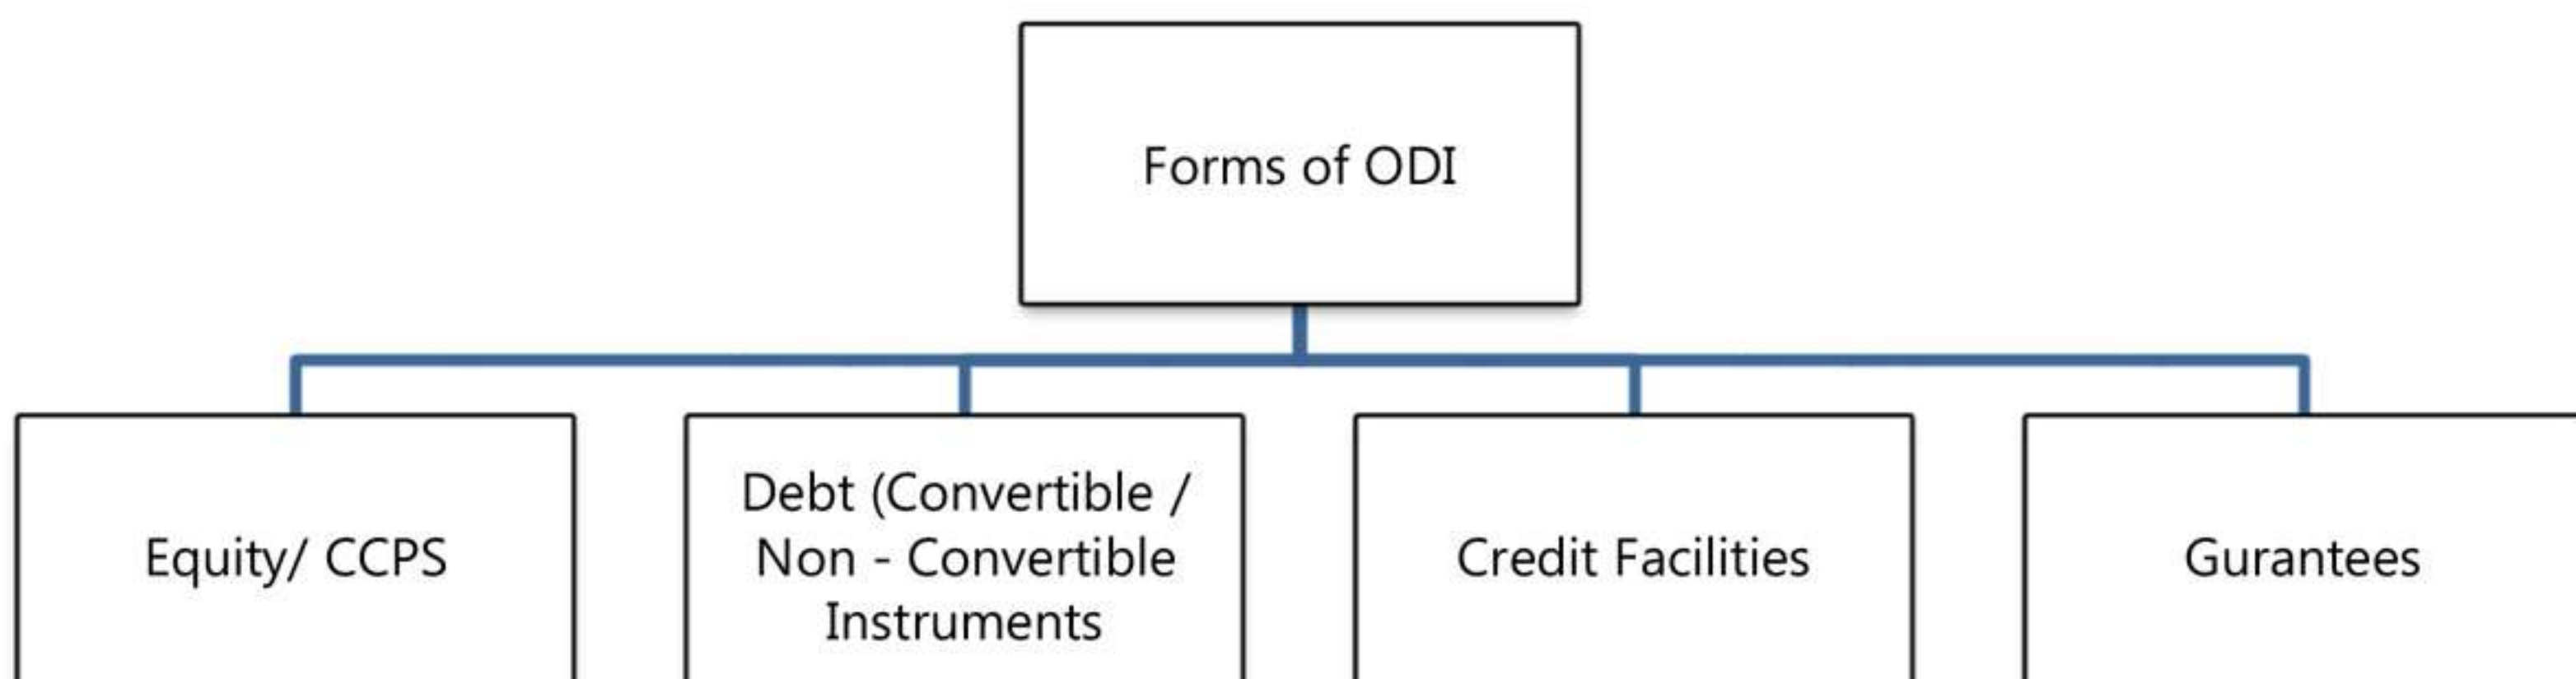 Forms of ODI
Equity/ CCPS
Debt (Convertible /
Non - Convertible
Instruments
Credit Facilities
Gurantees